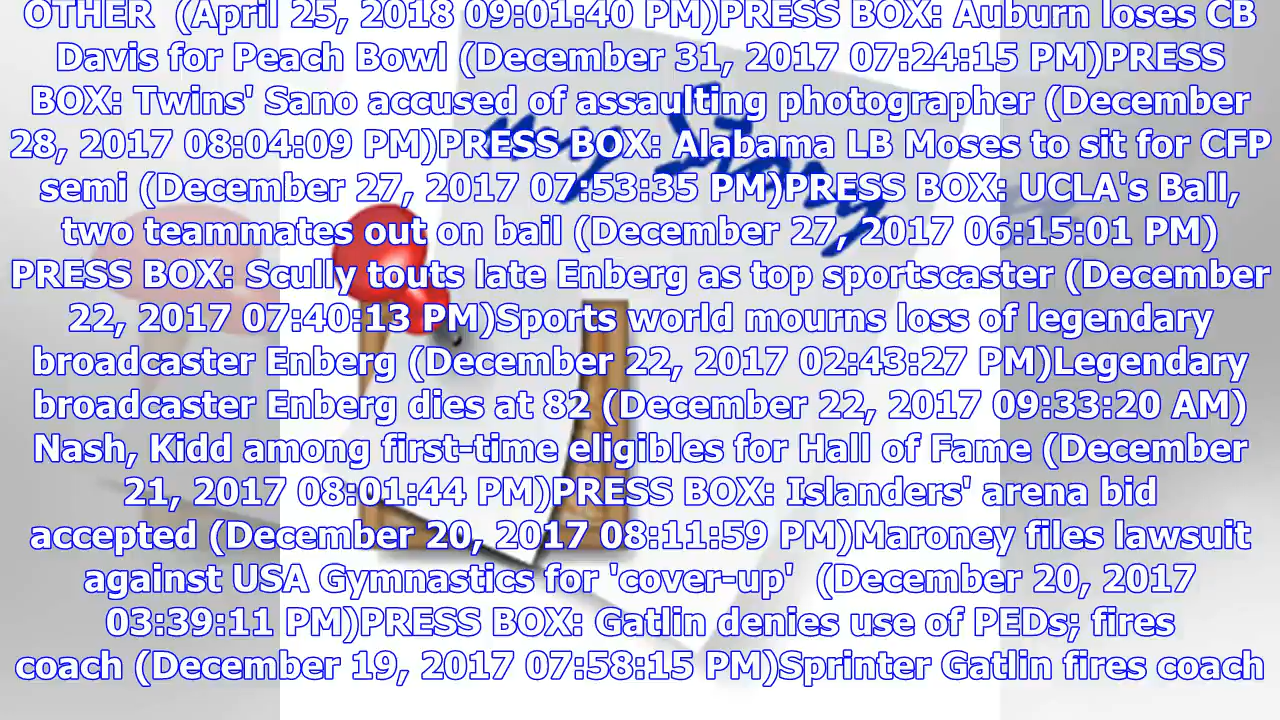 OTHER  (April 25, 2018 09:01:40 PM)PRESS BOX: Auburn loses CB
Davis for Peach Bowl (December 31, 2017 07:24:15 PM)PRESS
BOX: Twins' Sano accused of assaulting photographer (December
28, 2017 08:04:09 PM)PRESS BOX: Alabama LB Moses to sit for CFP
semi (December 27, 2017 07:53:35 PM)PRESS BOX: UCLA's Ball,
two teammates out on bail (December 27, 2017 06:15:01 PM)
PRESS BOX: Scully touts late Enberg as top sportscaster (December
22, 2017 07:40:13 PM)Sports world mourns loss of legendary
broadcaster Enberg (December 22, 2017 02:43:27 PM)Legendary
broadcaster Enberg dies at 82 (December 22, 2017 09:33:20 AM)
Nash, Kidd among first-time eligibles for Hall of Fame (December
21, 2017 08:01:44 PM)PRESS BOX: Islanders' arena bid
accepted (December 20, 2017 08:11:59 PM)Maroney files lawsuit
against USA Gymnastics for 'cover-up'  (December 20, 2017
03:39:11 PM)PRESS BOX: Gatlin denies use of PEDs; fires
coach (December 19, 2017 07:58:15 PM)Sprinter Gatlin fires coach